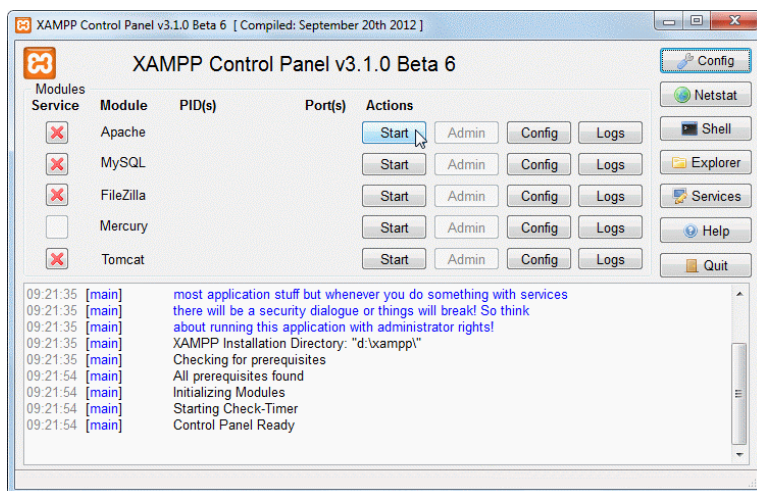 XAMPP Control Panel v3.1.0 Beta 6 [ Compiled: September 20th 2012 ]
XAMPP Control Panel v3.1.0 Beta 6
Config
Modules
Netstat
Service Module PID(s) Port(s) Actions
Apache Start Admin Config Logs
Shell
MySQL Start Admin Config Logs
Explorer
FileZilla Start Admin Config Logs
Services
Mercury Start Admin Config Logs
Help
Tomcat Start Admin Config Logs
Quit
09:21:35 [main] most application stuff but whenever you do something with services
09:21:35 [main] there will be a security dialogue or things will break! So think
09:21:35 [main] about running this application with administrator rights!
09:21:35 [main] XAMPP Installation Directory: "d:\xampp\"
09:21:35 [main] Checking for prerequisites
09:21:54 [main] All prerequisites found
09:21:54 [main] Initializing Modules
09:21:54 [main] Starting Check-Timer
09:21:54 [main] Control Panel Ready